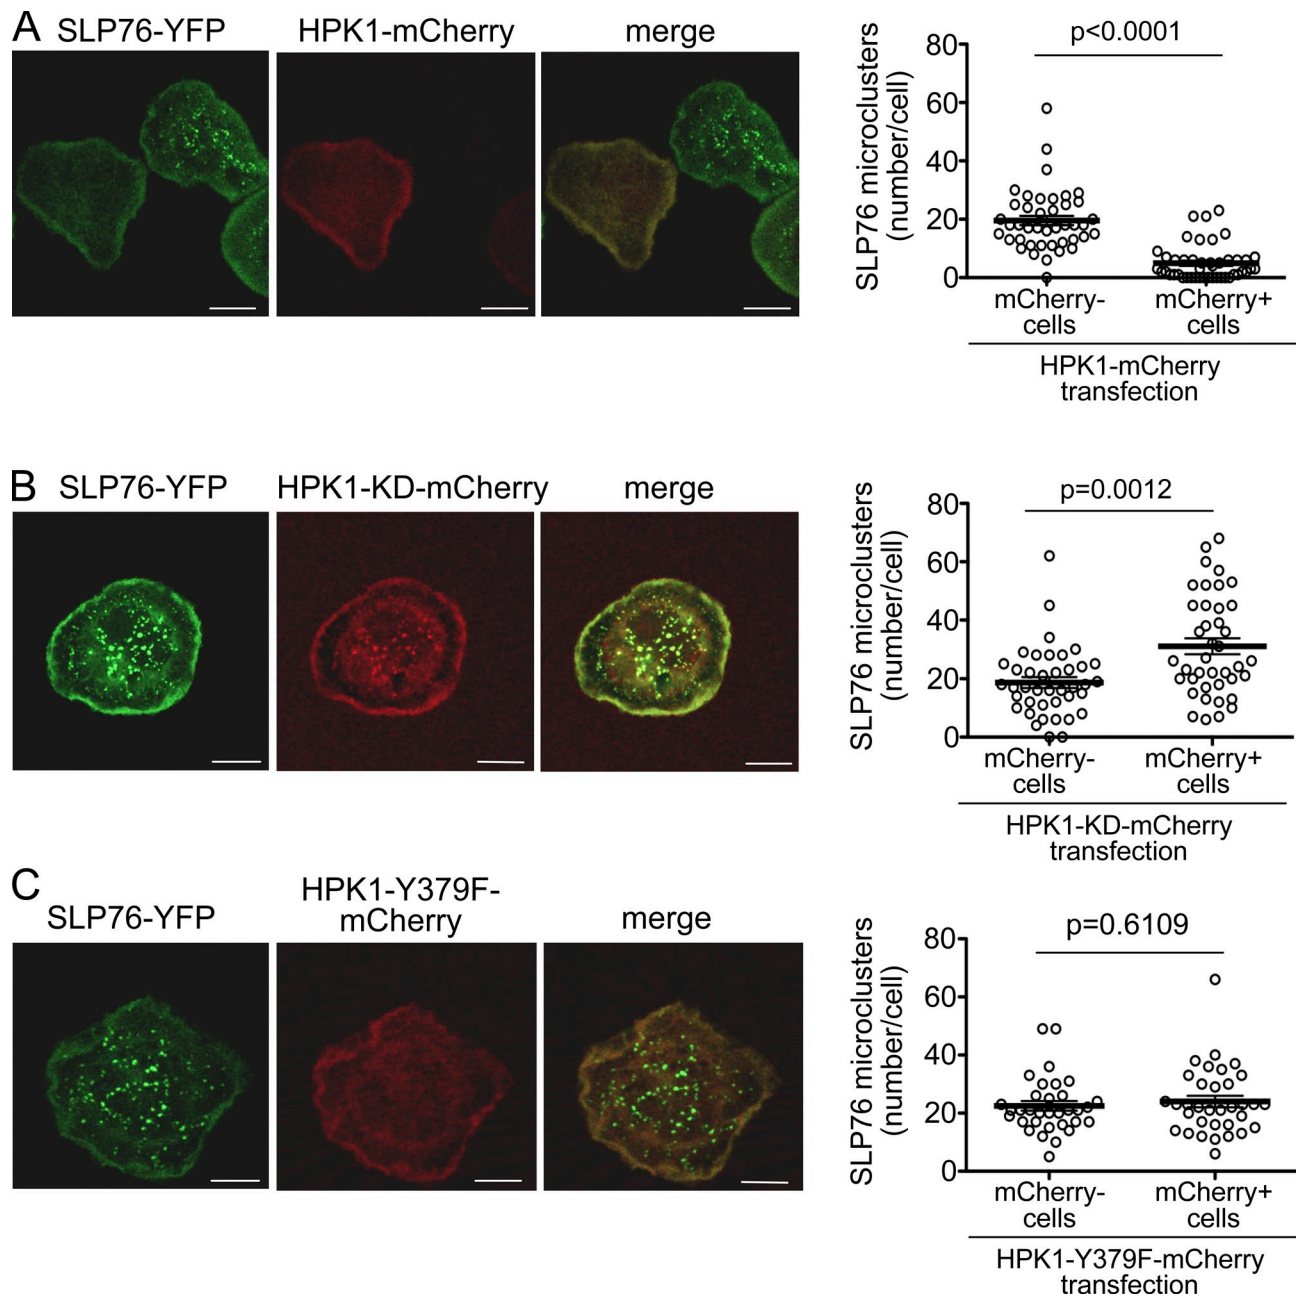 A
SLP76-YFP
HPK1-mCherry
merge
SLP76 microclusters
(number/cell)
80
60
40
20
0
p<0.0001
mCherry-
cells
mCherry+
cells
HPK1-mCherry
transfection
B
SLP76-YFP
HPK1-KD-mCherry
merge
SLP76 microclusters
(number/cell)
80
60
40
20
0
p=0.0012
mCherry-
cells
mCherry+
cells
HPK1-KD-mCherry
transfection
C
SLP76-YFP
HPK1-Y379F-
mCherry
merge
SLP76 microclusters
(number/cell)
80
60
40
20
0
p=0.6109
mCherry-
cells
mCherry+
cells
HPK1-Y379F-mCherry
transfection